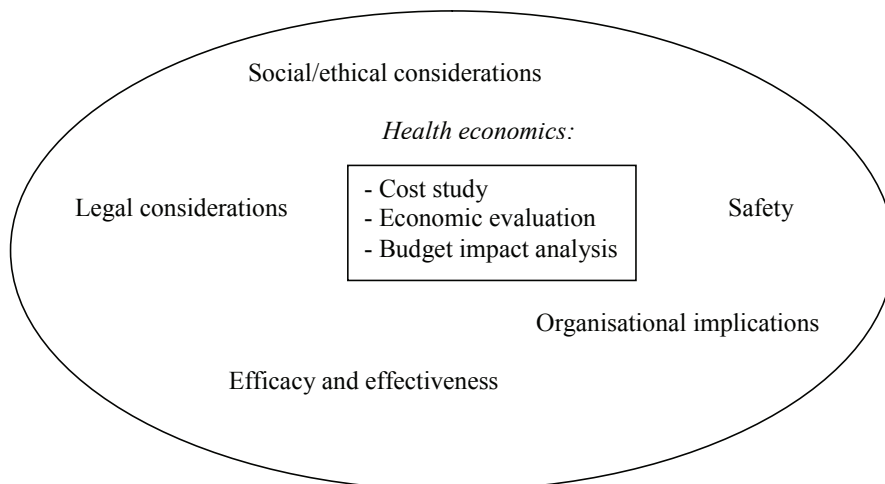 Social/ethical considerations
Health economics:
- Cost study
- Economic evaluation
- Budget impact analysis
Legal considerations
Safety
Organisational implications
Efficacy and effectiveness